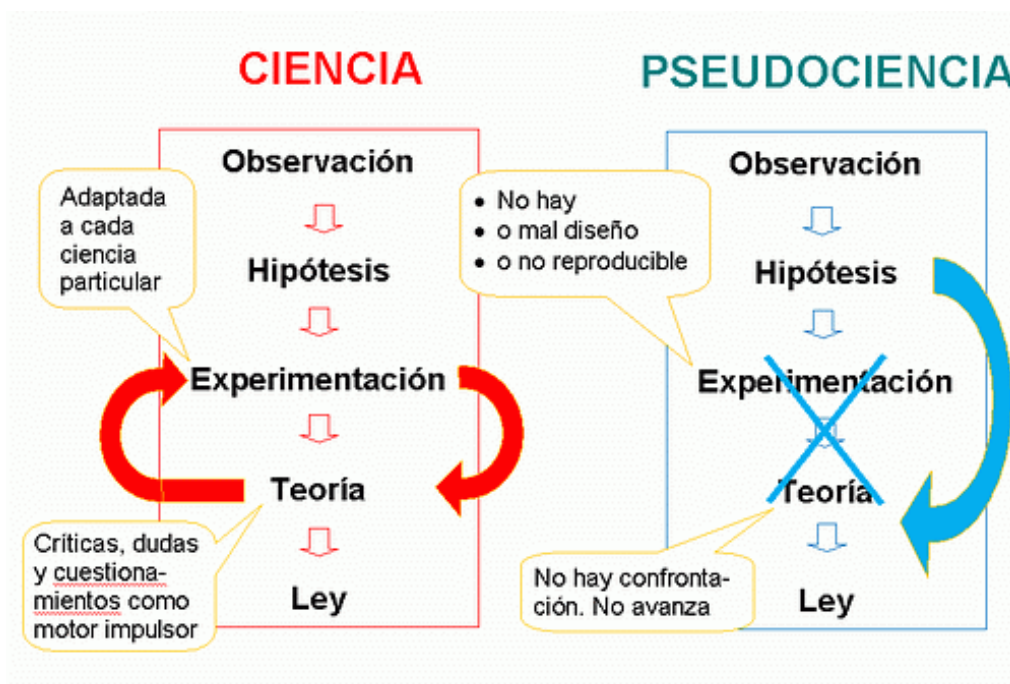 CIENCIA
Observación
Adaptada
a cada
ciencia
particular
Hipótesis
Experimentación
Teoría
Críticas, dudas
y cuestiona-
mientos como
motor impulsor
Ley
PSEUDOCIENCIA
Observación
• No hay
• o mal diseño
• o no reproducible
Hipótesis
Experimentación
Teoría
No hay confronta-
ción. No avanza
Ley